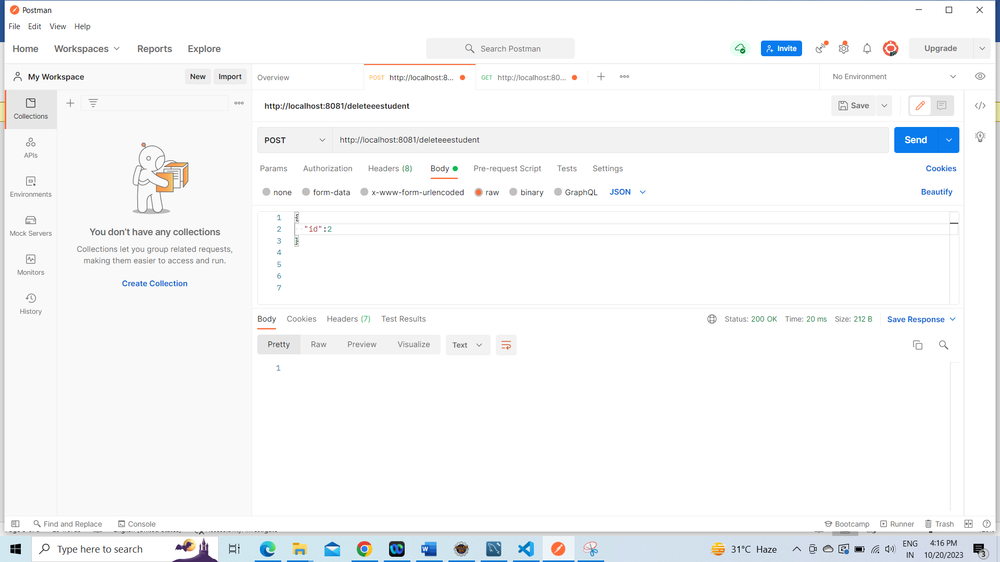 Postman
File Edit View Help
Home Workspaces Reports Explore
Search Postman
Invite
Upgrade
My Workspace
New Import
Overview
POST http://localhost:8...
GET http://localhost:80...
No Environment
Collections
APIs
Environments
Mock Servers
Monitors
History
You don't have any collections
Collections let you group related requests,
making them easier to access and run.
Create Collection
http://localhost:8081/deleteeestudent
Save
POST http://localhost:8081/deleteeestudent
Send
Params Authorization Headers (8) Body Pre-request Script Tests Settings Cookies
none form-data x-www-form-urlencoded raw binary GraphQL JSON Beautify
1 {
2 "id":2
3 }
4
5
6
7
Body Cookies Headers (7) Test Results
Status: 200 OK Time: 20 ms Size: 212 B Save Response
Pretty Raw Preview Visualize Text
1
Find and Replace Console
Bootcamp Runner Trash
Type here to search
31°C Haze
ENG
IN
4:16 PM
10/20/2023
3